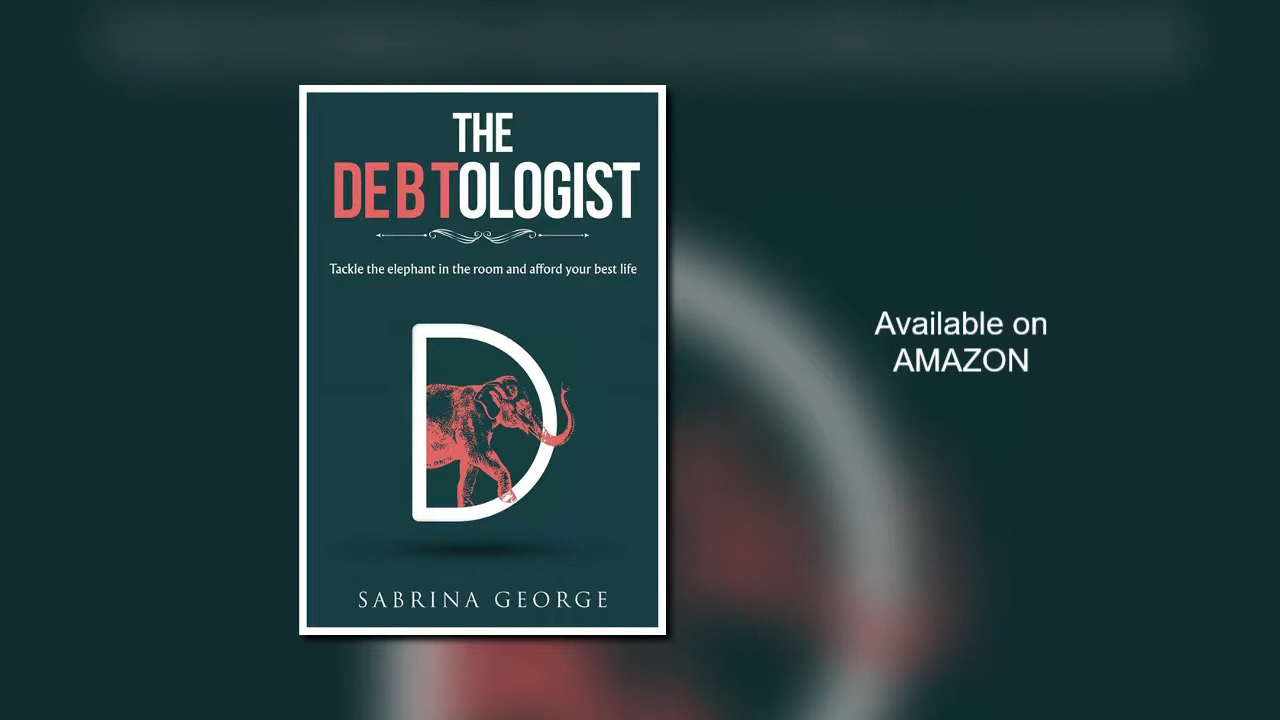 THE
DEBTOLOGIST
Tackle the elephant in the room and afford your best life
SABRINA GEORGE
Available on
AMAZON